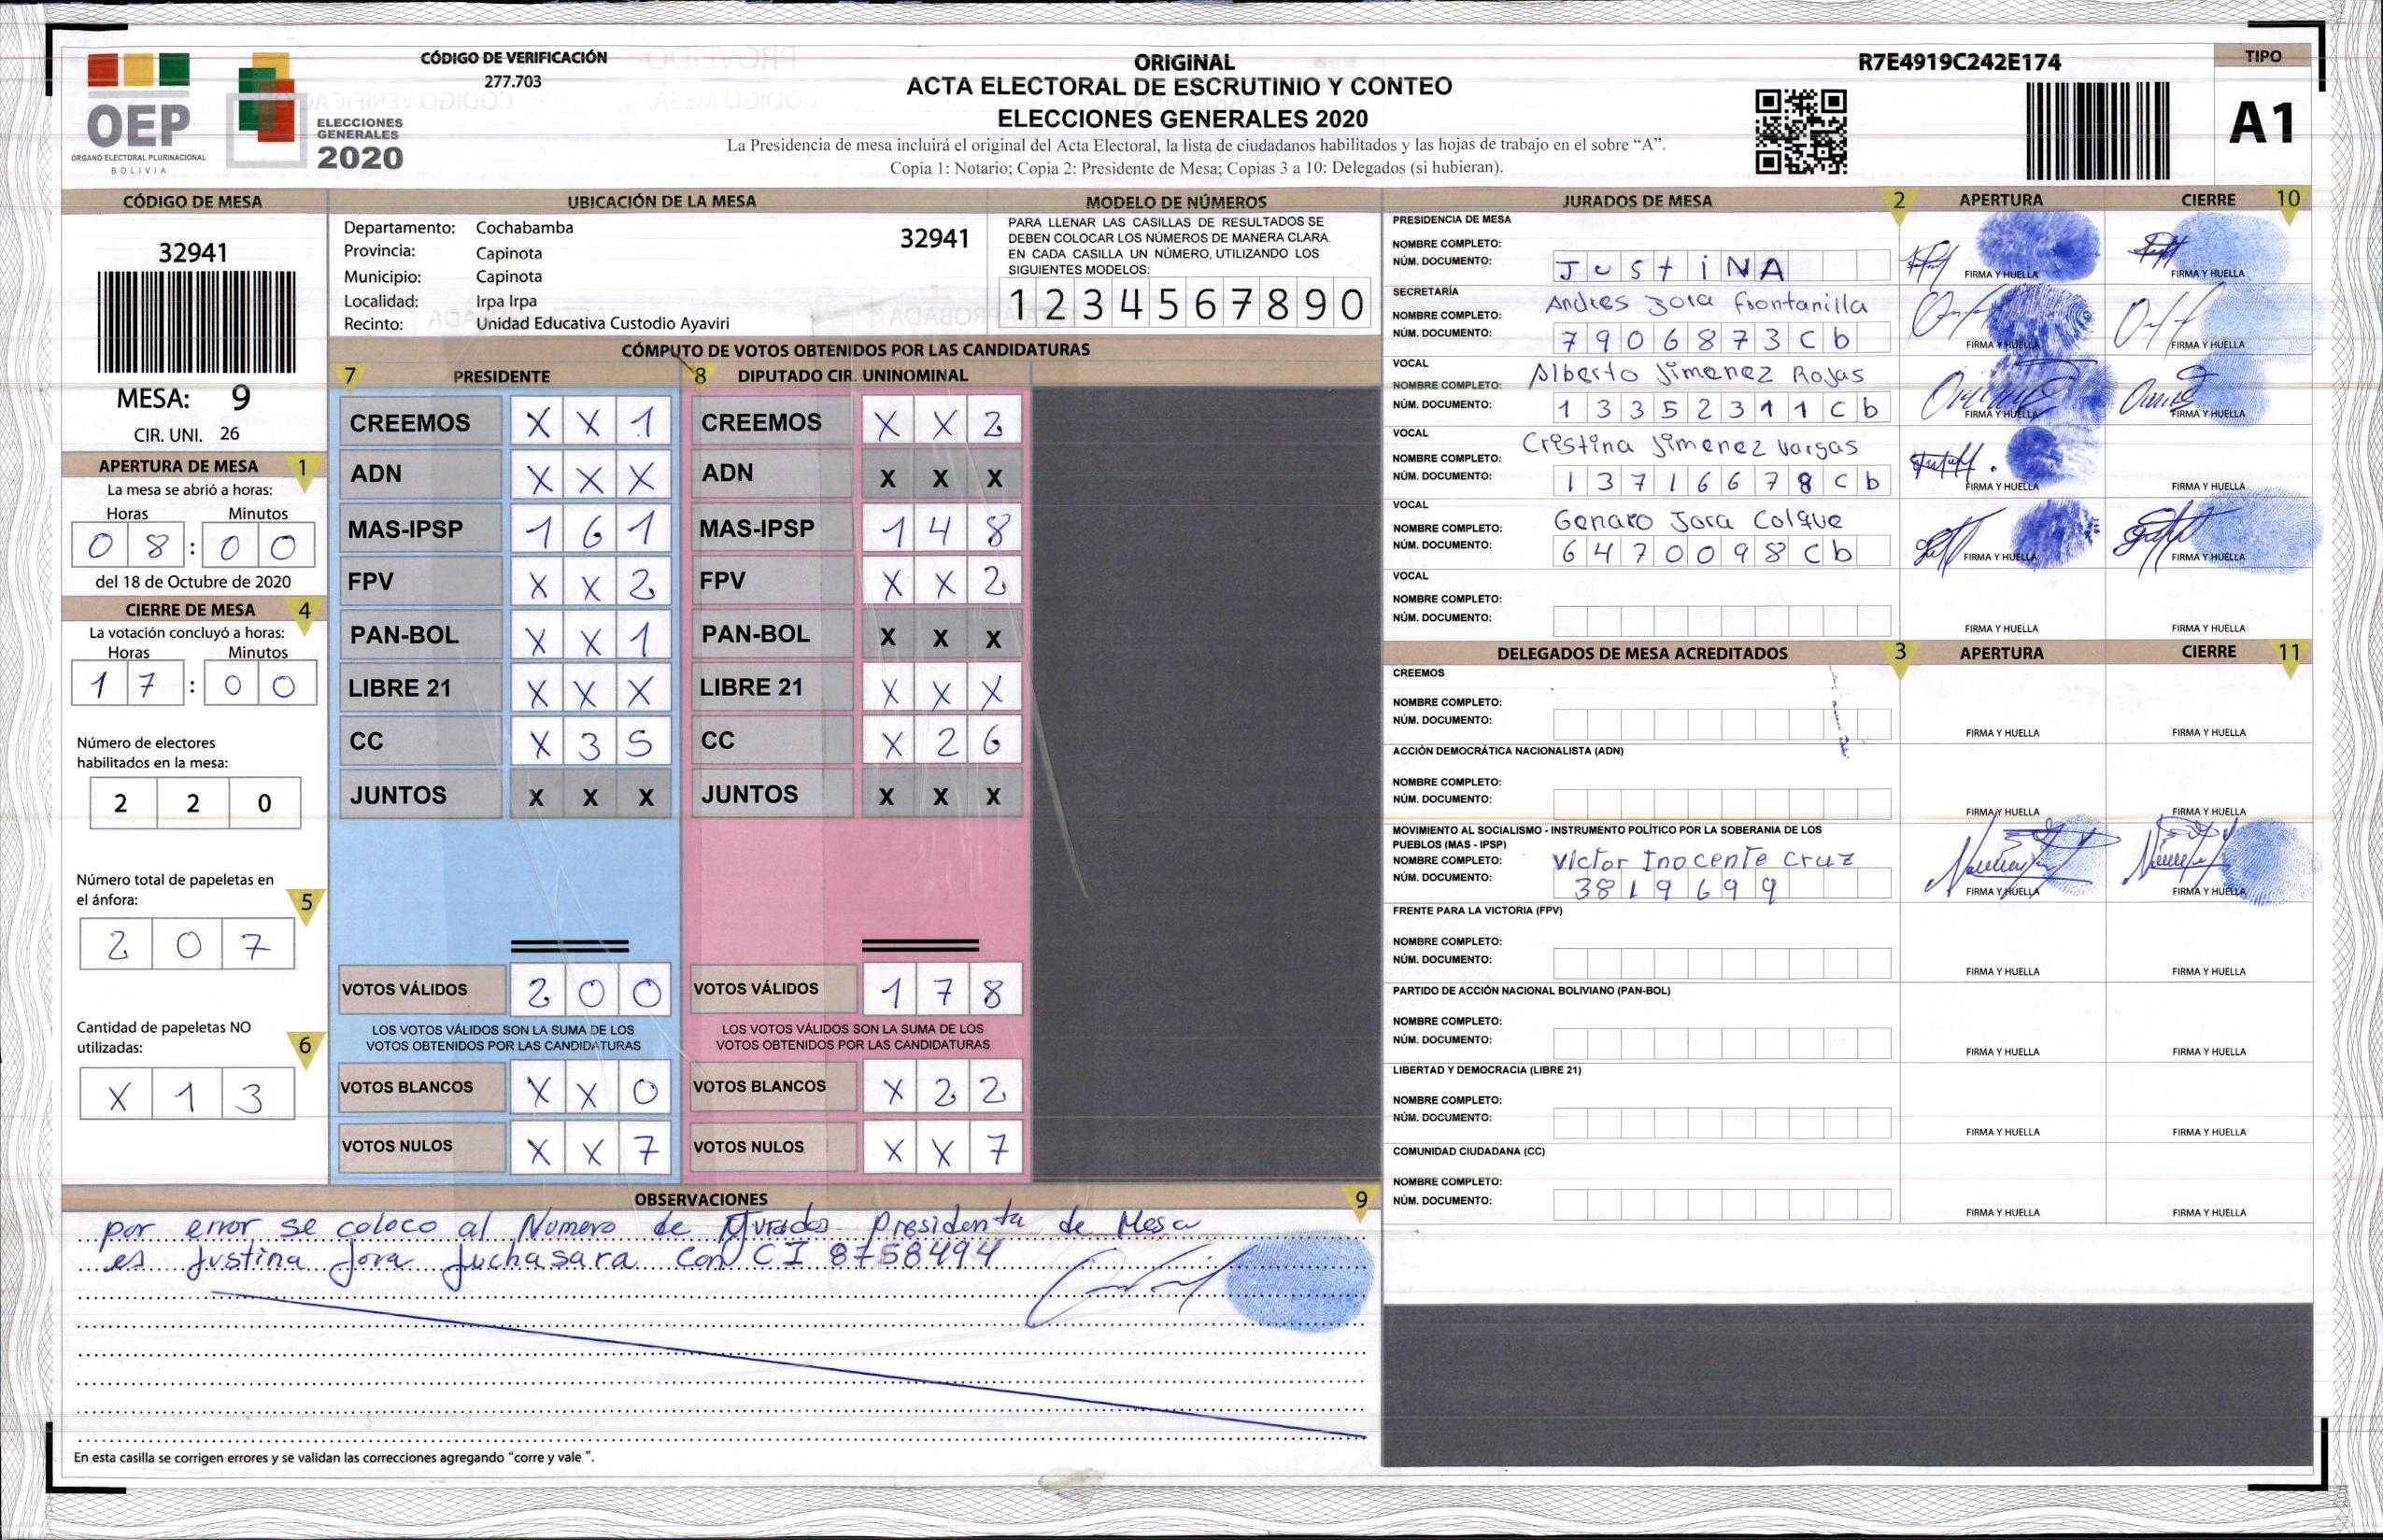 CÓDIGO DE VERIFICACIÓN
277.703
OEP
ÓRGANO ELECTORAL PLURINACIONAL
BOLIVIA
ELECCIONES
GENERALES
2020
ORIGINAL
ACTA ELECTORAL DE ESCRUTINIO Y CONTEO
ELECCIONES GENERALES 2020
La Presidencia de mesa incluirá el original del Acta Electoral, la lista de ciudadanos habilitados y las hojas de trabajo en el sobre “A”.
Copia 1: Notario; Copia 2: Presidente de Mesa; Copias 3 a 10: Delegados (si hubieran).
R7E4919C242E174
TIPO
A1
CÓDIGO DE MESA
32941
MESA: 9
CIR. UNI. 26
APERTURA DE MESA 1
La mesa se abrió a horas:
Horas Minutos
0 8 : 0 0
del 18 de Octubre de 2020
CIERRE DE MESA 4
La votación concluyó a horas:
Horas Minutos
1 7 : 0 0
Número de electores
habilitados en la mesa:
2 2 0
Número total de papeletas en
el ánfora: 5
2 0 7
Cantidad de papeletas NO
utilizadas: 6
X 1 3
UBICACIÓN DE LA MESA
Departamento: Cochabamba
32941
Provincia: Capinota
Municipio: Capinota
Localidad: Irpa Irpa
Recinto: Unidad Educativa Custodio Ayaviri
MODELO DE NÚMEROS
PARA LLENAR LAS CASILLAS DE RESULTADOS SE
DEBEN COLOCAR LOS NÚMEROS DE MANERA CLARA.
EN CADA CASILLA UN NÚMERO, UTILIZANDO LOS
SIGUIENTES MODELOS:
1 2 3 4 5 6 7 8 9 0
CÓMPUTO DE VOTOS OBTENIDOS POR LAS CANDIDATURAS
7 PRESIDENTE
CREEMOS X X 1
ADN X X X
MAS-IPSP 1 6 1
FPV X X 2
PAN-BOL X X 1
LIBRE 21 X X X
CC X 3 5
JUNTOS X X X
VOTOS VÁLIDOS 2 0 0
LOS VOTOS VÁLIDOS SON LA SUMA DE LOS
VOTOS OBTENIDOS POR LAS CANDIDATURAS
VOTOS BLANCOS X X 0
VOTOS NULOS X X 7
8 DIPUTADO CIR. UNINOMINAL
CREEMOS X X 2
ADN X X X
MAS-IPSP 1 4 8
FPV X X 2
PAN-BOL X X X
LIBRE 21 X X X
CC X 2 6
JUNTOS X X X
VOTOS VÁLIDOS 1 7 8
LOS VOTOS VÁLIDOS SON LA SUMA DE LOS
VOTOS OBTENIDOS POR LAS CANDIDATURAS
VOTOS BLANCOS X 2 2
VOTOS NULOS X X 7
OBSERVACIONES 9
por error se coloco al Numero de Jurados presidenta de Mesa
es Justina Jora Juchasara con CI 8758494
En esta casilla se corrigen errores y se validan las correcciones agregando “corre y vale ”.
JURADOS DE MESA 2 APERTURA CIERRE 10
PRESIDENCIA DE MESA
NOMBRE COMPLETO:
NÚM. DOCUMENTO: JUStiNA
FIRMA Y HUELLA FIRMA Y HUELLA
SECRETARÍA
NOMBRE COMPLETO: Andres Jora frontanilla
NÚM. DOCUMENTO: 7906873Cb
FIRMA Y HUELLA FIRMA Y HUELLA
VOCAL
NOMBRE COMPLETO: Alberto Jimenez Rojas
NÚM. DOCUMENTO: 13352311Cb
FIRMA Y HUELLA FIRMA Y HUELLA
VOCAL
NOMBRE COMPLETO: Cristina Jimenez Vargas
NÚM. DOCUMENTO: 13716678Cb
FIRMA Y HUELLA FIRMA Y HUELLA
VOCAL
NOMBRE COMPLETO: Genaro Jora Colque
NÚM. DOCUMENTO: 6470098Cb
FIRMA Y HUELLA FIRMA Y HUELLA
VOCAL
NOMBRE COMPLETO:
NÚM. DOCUMENTO:
FIRMA Y HUELLA FIRMA Y HUELLA
DELEGADOS DE MESA ACREDITADOS 3 APERTURA CIERRE 11
CREEMOS
NOMBRE COMPLETO:
NÚM. DOCUMENTO:
FIRMA Y HUELLA FIRMA Y HUELLA
ACCIÓN DEMOCRÁTICA NACIONALISTA (ADN)
NOMBRE COMPLETO:
NÚM. DOCUMENTO:
FIRMA Y HUELLA FIRMA Y HUELLA
MOVIMIENTO AL SOCIALISMO - INSTRUMENTO POLÍTICO POR LA SOBERANIA DE LOS
PUEBLOS (MAS - IPSP)
NOMBRE COMPLETO: Victor Inocente Cruz
NÚM. DOCUMENTO: 3819699
FIRMA Y HUELLA FIRMA Y HUELLA
FRENTE PARA LA VICTORIA (FPV)
NOMBRE COMPLETO:
NÚM. DOCUMENTO:
FIRMA Y HUELLA FIRMA Y HUELLA
PARTIDO DE ACCIÓN NACIONAL BOLIVIANO (PAN-BOL)
NOMBRE COMPLETO:
NÚM. DOCUMENTO:
FIRMA Y HUELLA FIRMA Y HUELLA
LIBERTAD Y DEMOCRACIA (LIBRE 21)
NOMBRE COMPLETO:
NÚM. DOCUMENTO:
FIRMA Y HUELLA FIRMA Y HUELLA
COMUNIDAD CIUDADANA (CC)
NOMBRE COMPLETO:
NÚM. DOCUMENTO:
FIRMA Y HUELLA FIRMA Y HUELLA